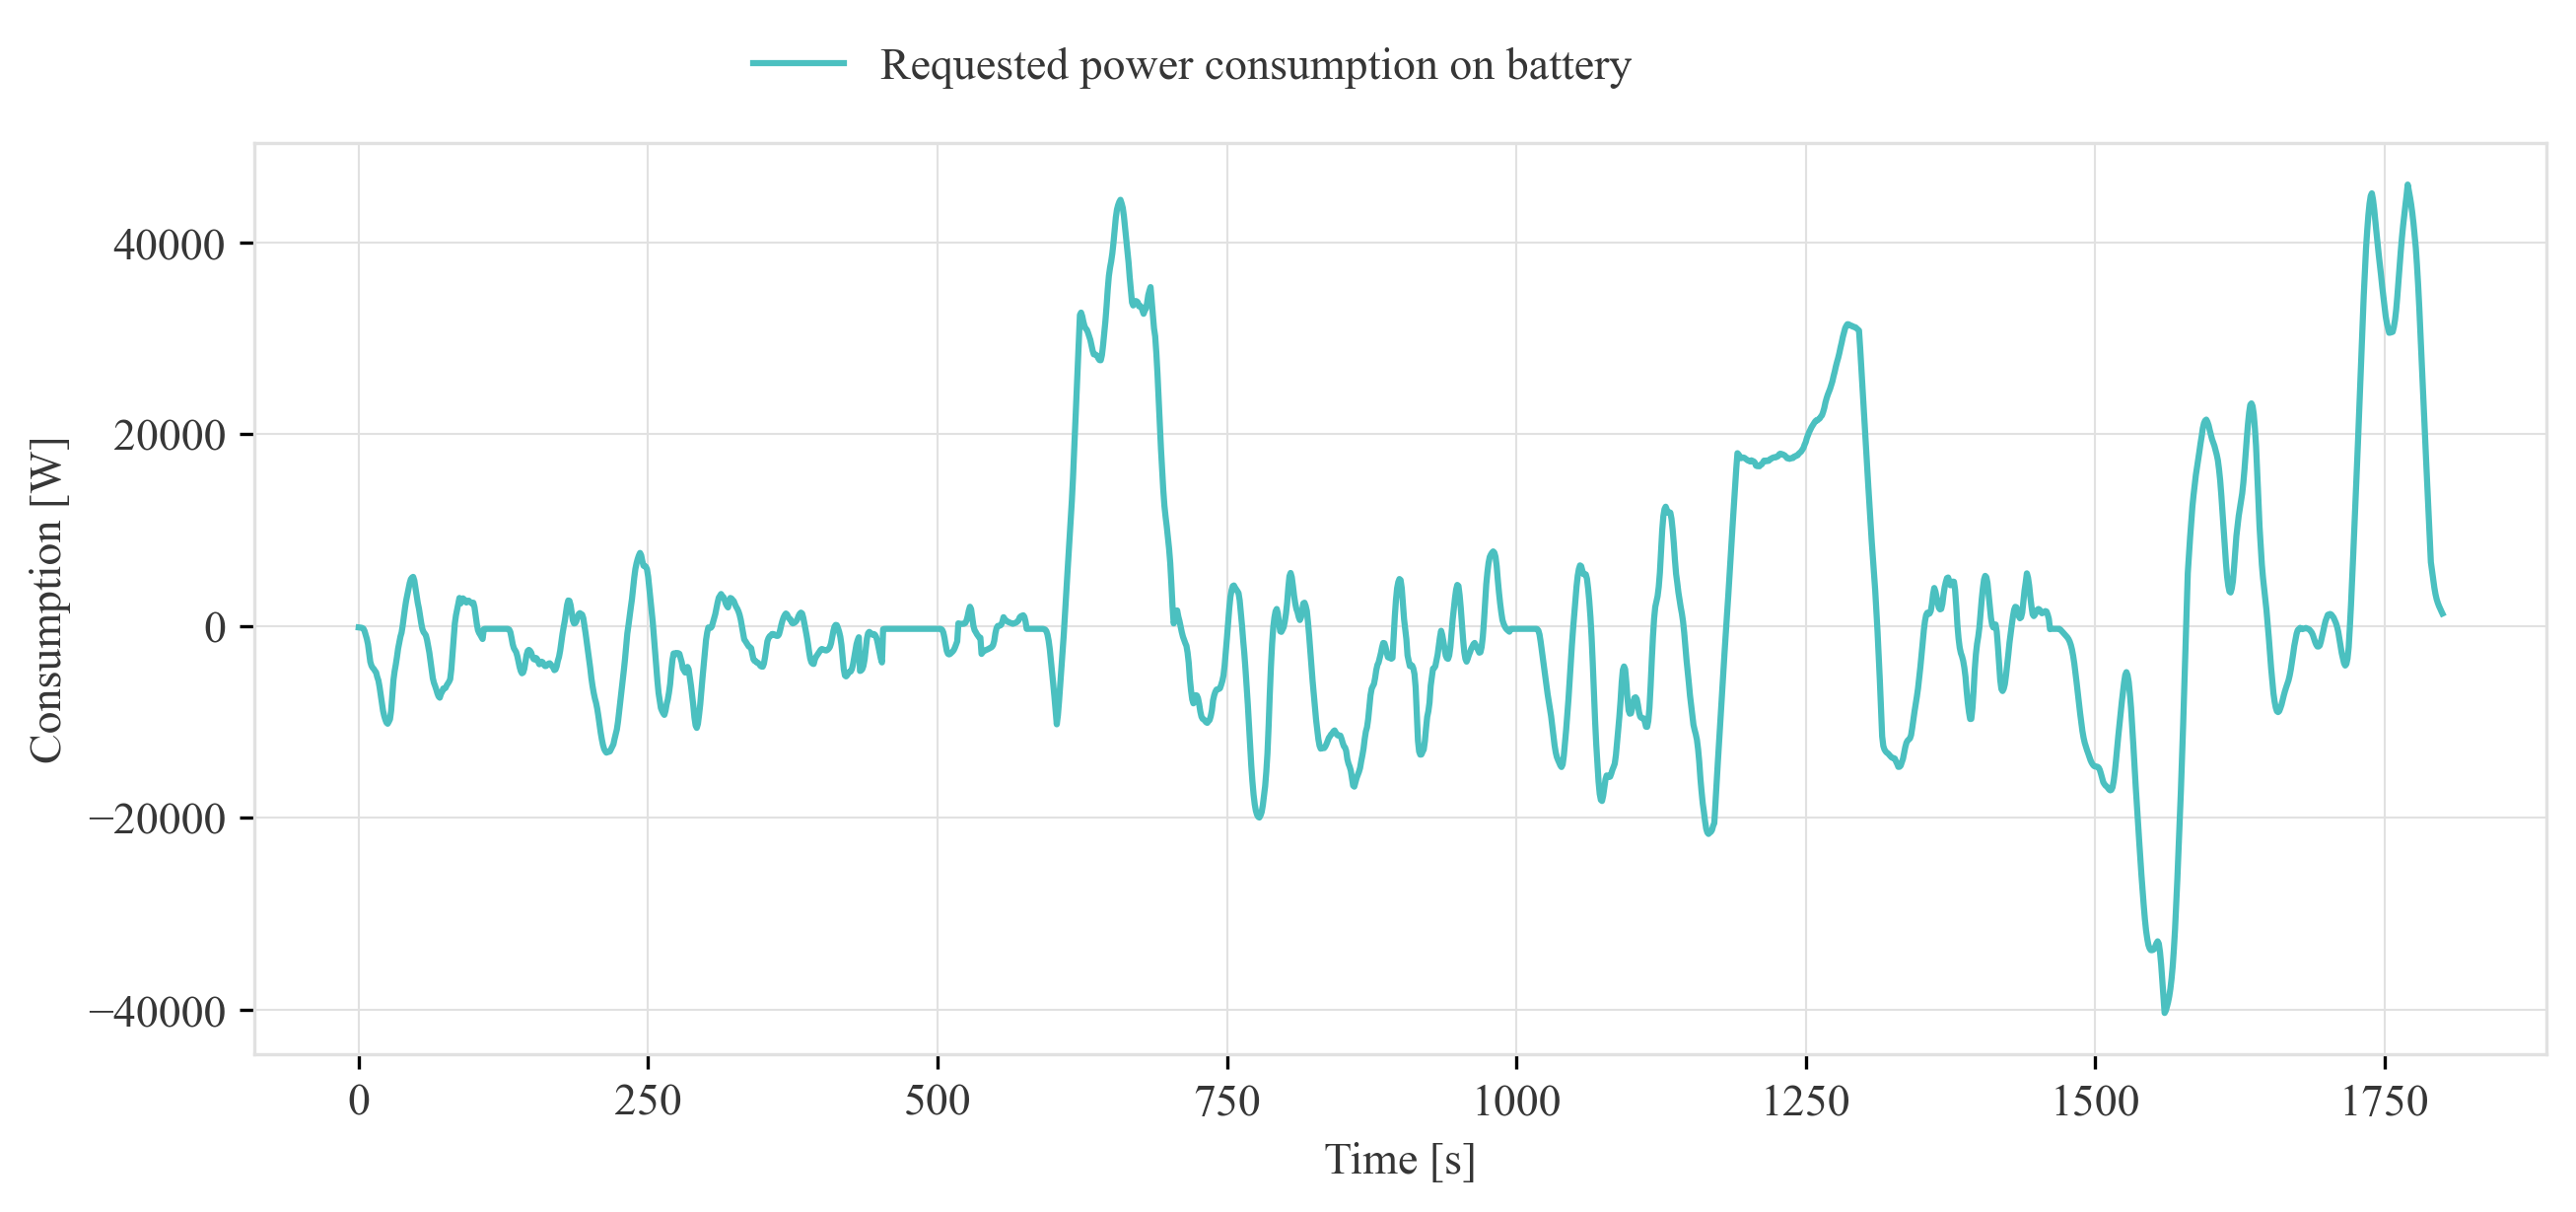 Requested power consumption on battery
Consumption [W]
40000
20000
0
−20000
−40000
0 250 500 750 1000 1250 1500 1750
Time [s]